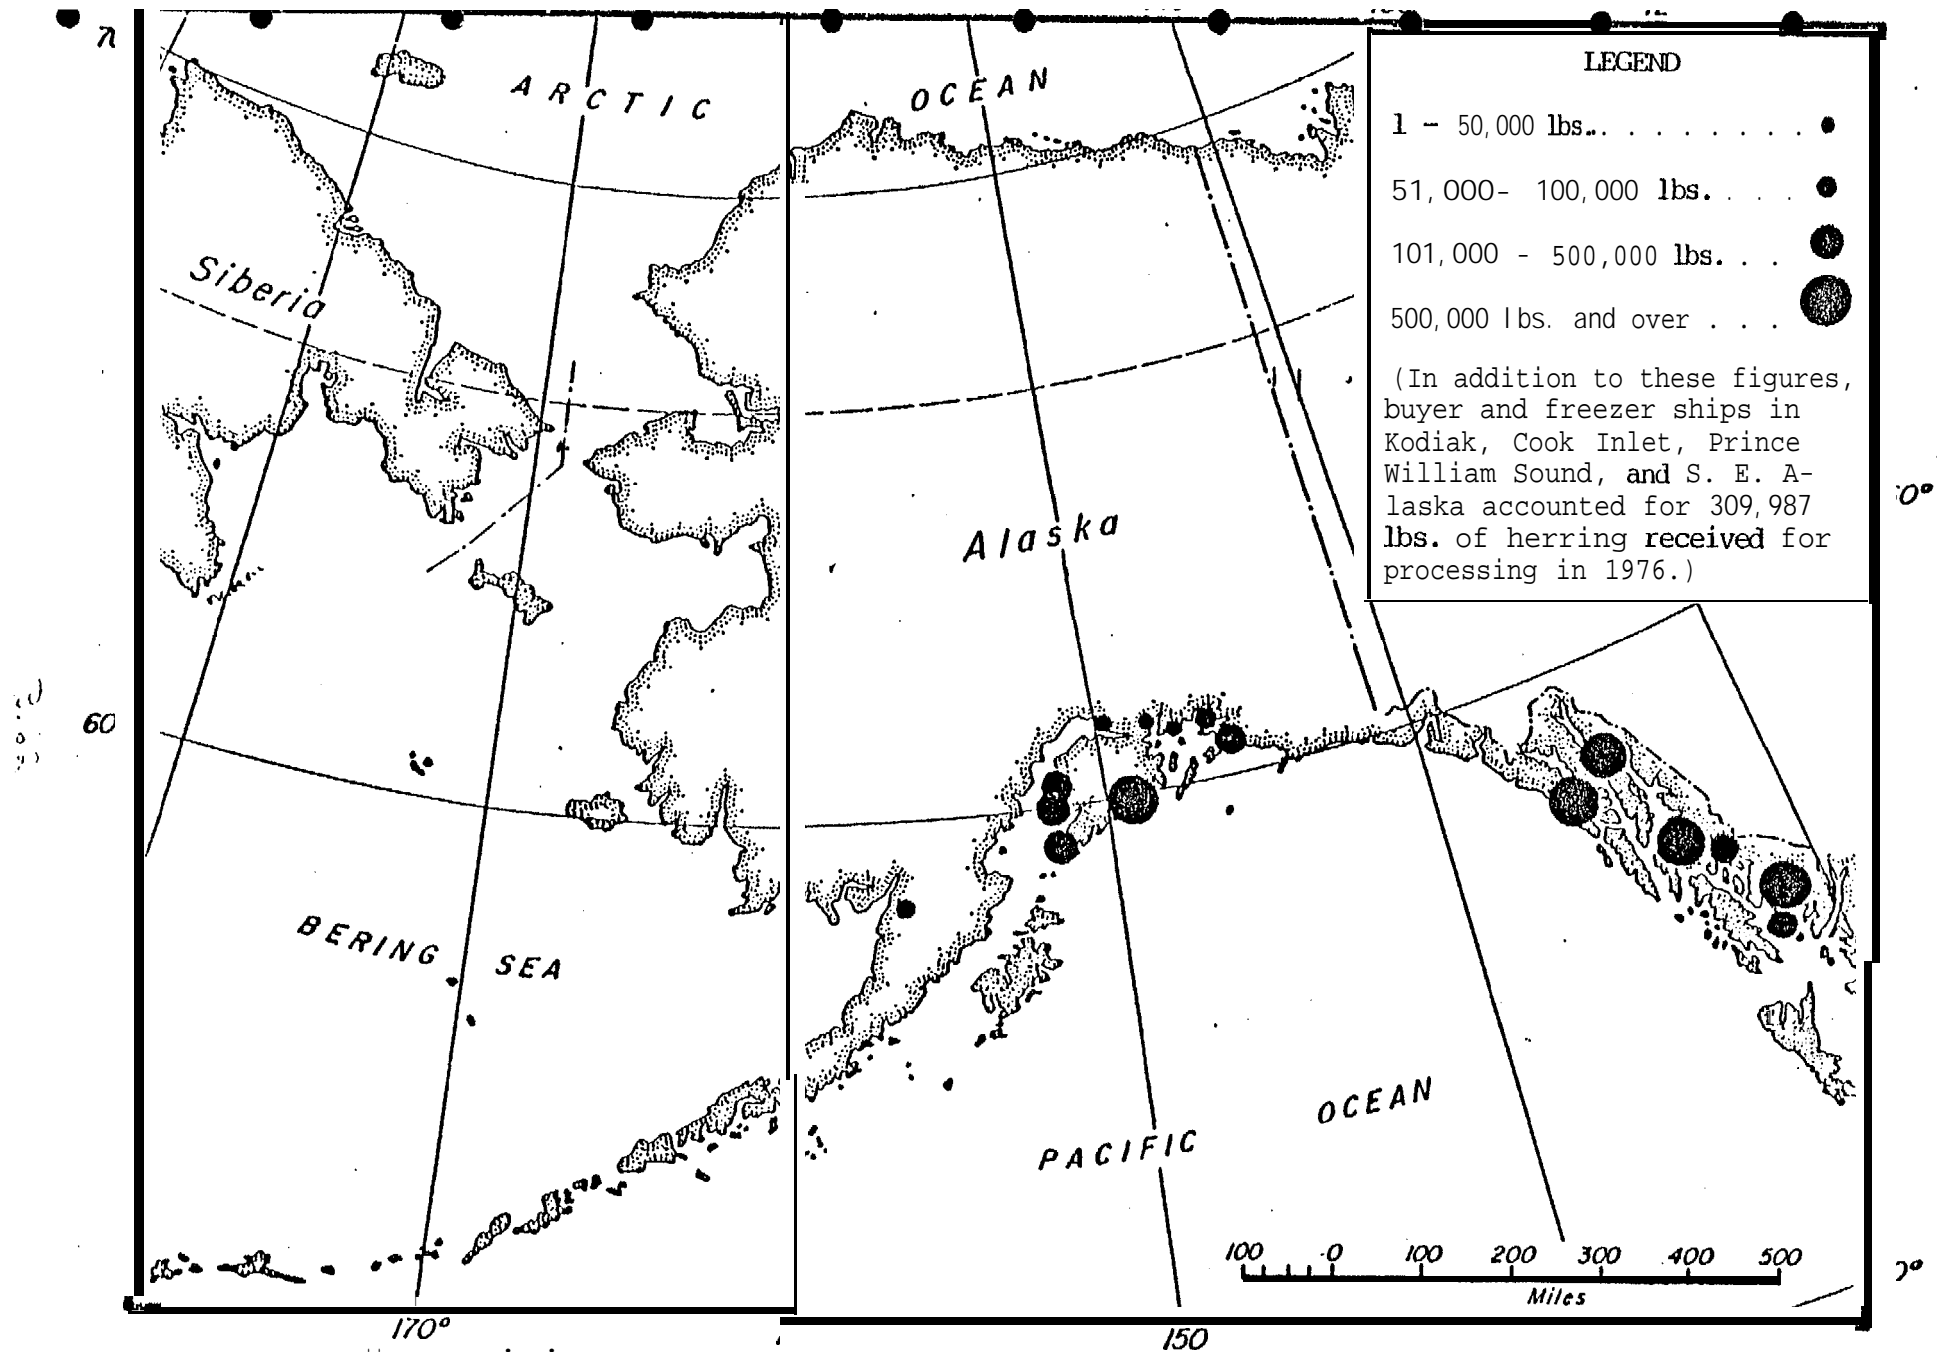 71
ARCTIC
OCEAN
LEGEND
1 - 50,000 lbs.. . . . . . . . . . .
51,000- 100,000 lbs. . . .
101,000 - 500,000 lbs. . .
500,000 lbs. and over . . .
(In addition to these figures,
buyer and freezer ships in
Kodiak, Cook Inlet, Prince
William Sound, and S. E. A-
laska accounted for 309,987
lbs. of herring received for
processing in 1976.)
Siberia
Alaska
60
BERING SEA
PACIFIC
OCEAN
100 0 100 200 300 400 500
Miles
170°
150